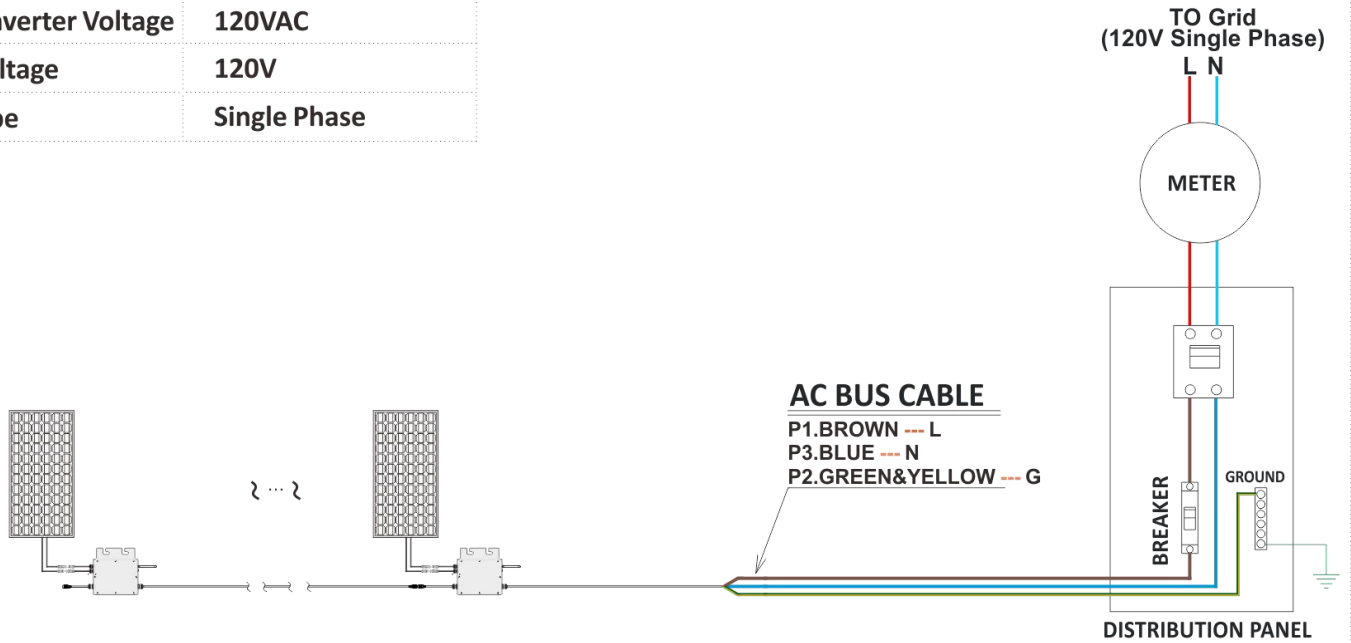 nverter Voltage 120VAC
ltage 120V
pe Single Phase
TO Grid
(120V Single Phase)
L N
METER
AC BUS CABLE
P1.BROWN --- L
P3.BLUE --- N
P2.GREEN&YELLOW --- G
BREAKER
GROUND
DISTRIBUTION PANEL